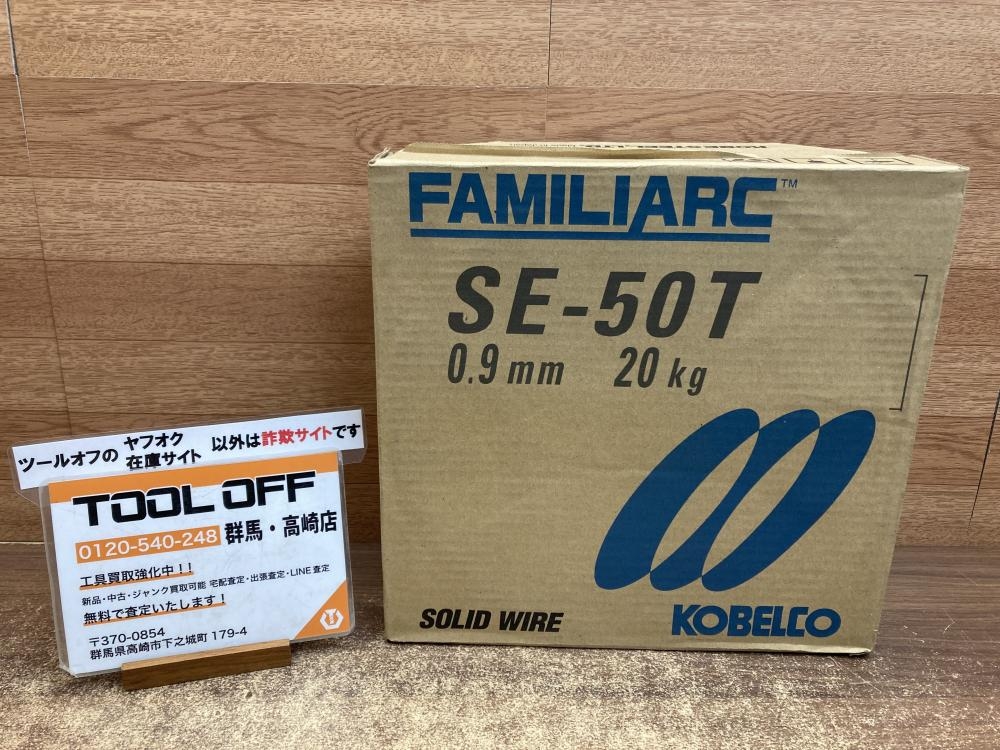 FAMILIARC™
SE-50T
0.9mm 20kg
SOLID WIRE
KOBELCO
ツールオフの ヤフオク 在庫サイト 以外は詐欺サイトです
TOOL OFF
0120-540-248 群馬・高崎店
工具買取強化中!!
新品・中古・ジャンク買取可能 宅配査定・出張査定・LINE査定
無料で査定いたします!
〒370-0854
群馬県高崎市下之城町 179-4